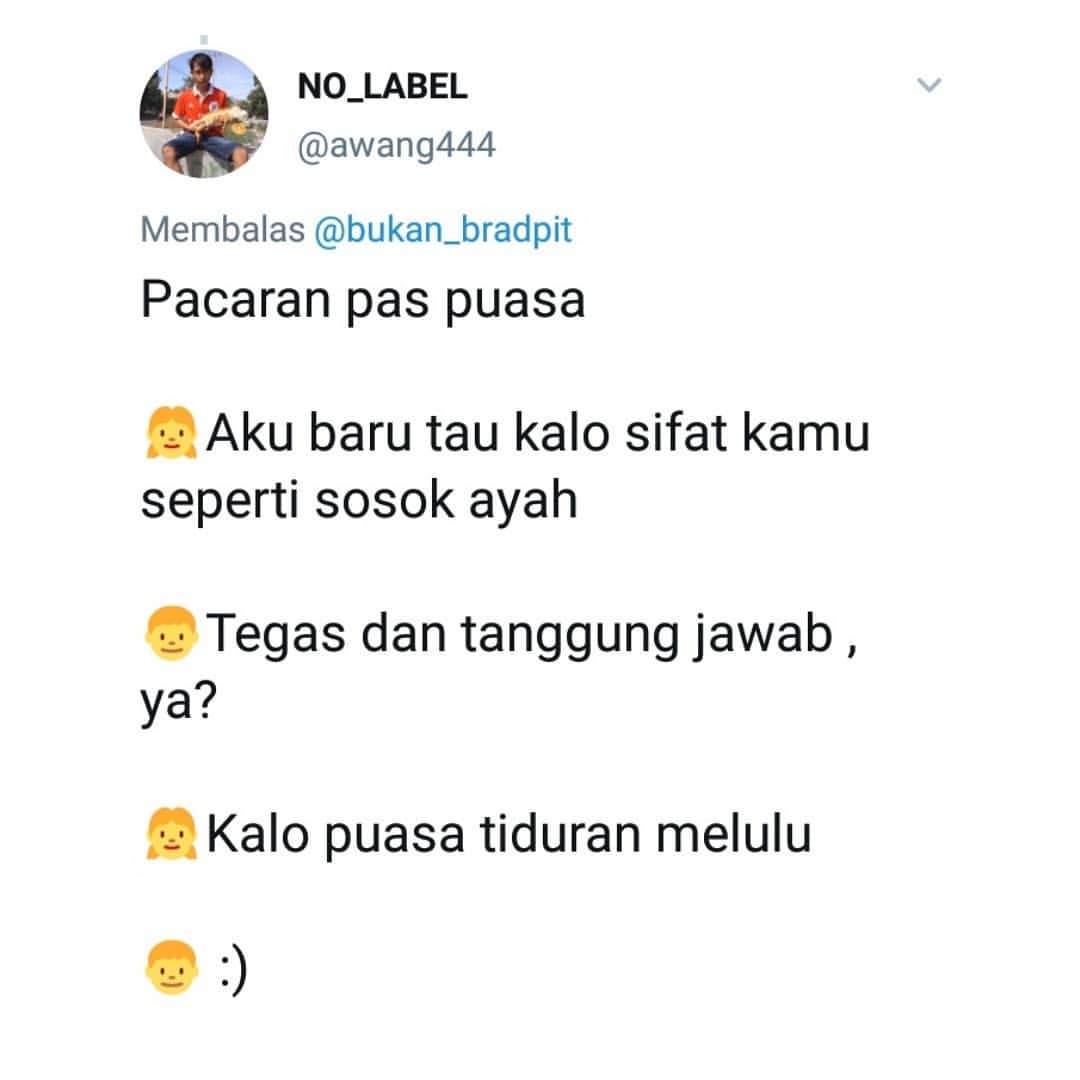 NO_LABEL
@awang444
Membalas @bukan_bradpit
Pacaran pas puasa
👧Aku baru tau kalo sifat kamu
seperti sosok ayah
👦Tegas dan tanggung jawab ,
ya?
👧Kalo puasa tiduran melulu
👦 :)